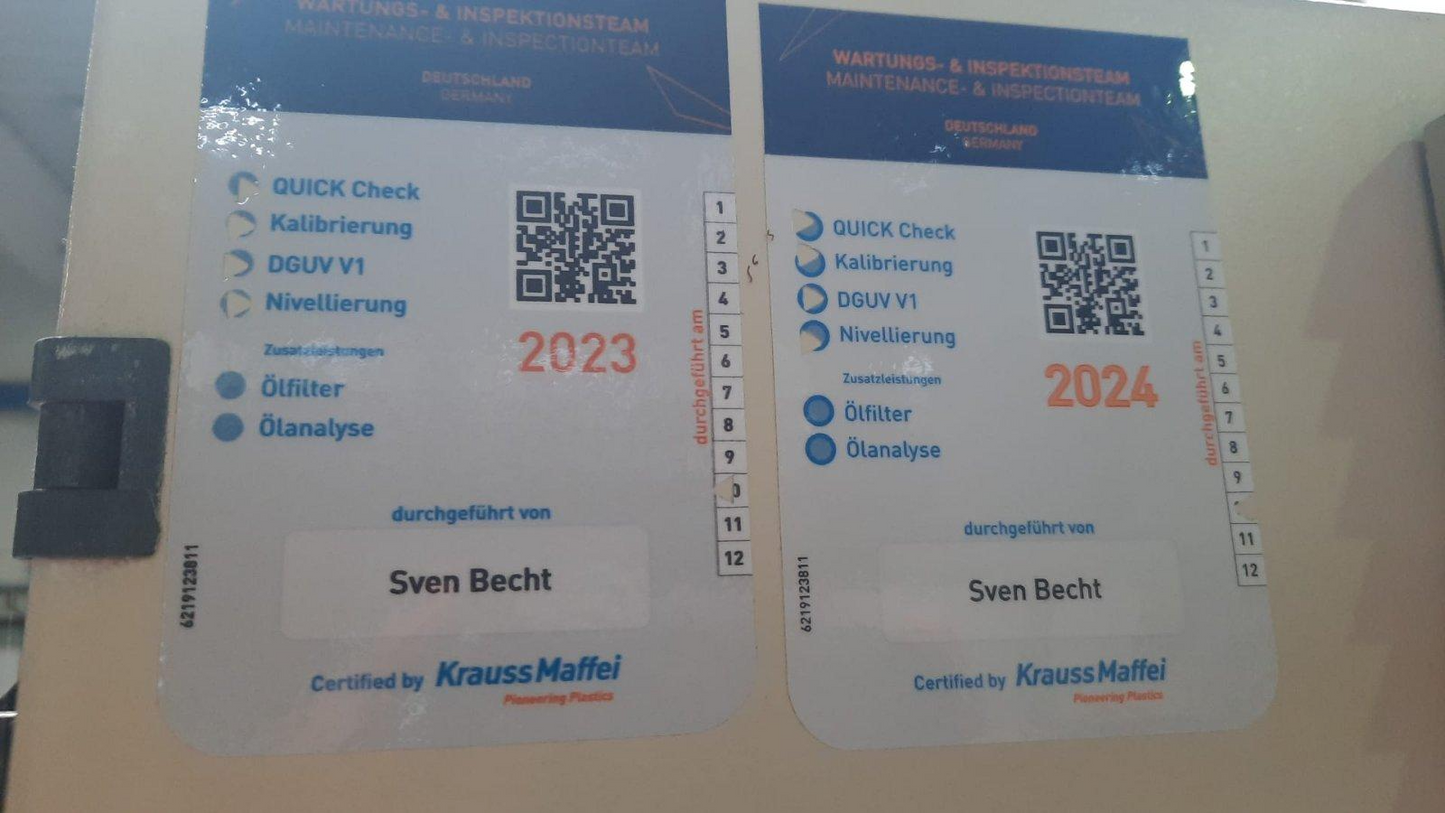 WARTUNGS- & INSPEKTIONSTEAM
MAINTENANCE- & INSPECTIONTEAM
DEUTSCHLAND
GERMANY
QUICK Check
Kalibrierung
DGUV V1
Nivellierung
Zusatzleistungen
Ölfilter
Ölanalyse
2023
durchgeführt am
1
2
3
4
5
6
7
8
9
0
11
12
durchgeführt von
Sven Becht
6219123811
Certified by KraussMaffei
Pioneering Plastics
WARTUNGS- & INSPEKTIONSTEAM
MAINTENANCE- & INSPECTIONTEAM
DEUTSCHLAND
GERMANY
QUICK Check
Kalibrierung
DGUV V1
Nivellierung
Zusatzleistungen
Ölfilter
Ölanalyse
2024
durchgeführt am
1
2
3
4
5
6
7
8
9
11
12
durchgeführt von
Sven Becht
6219123811
Certified by KraussMaffei
Pioneering Plastics